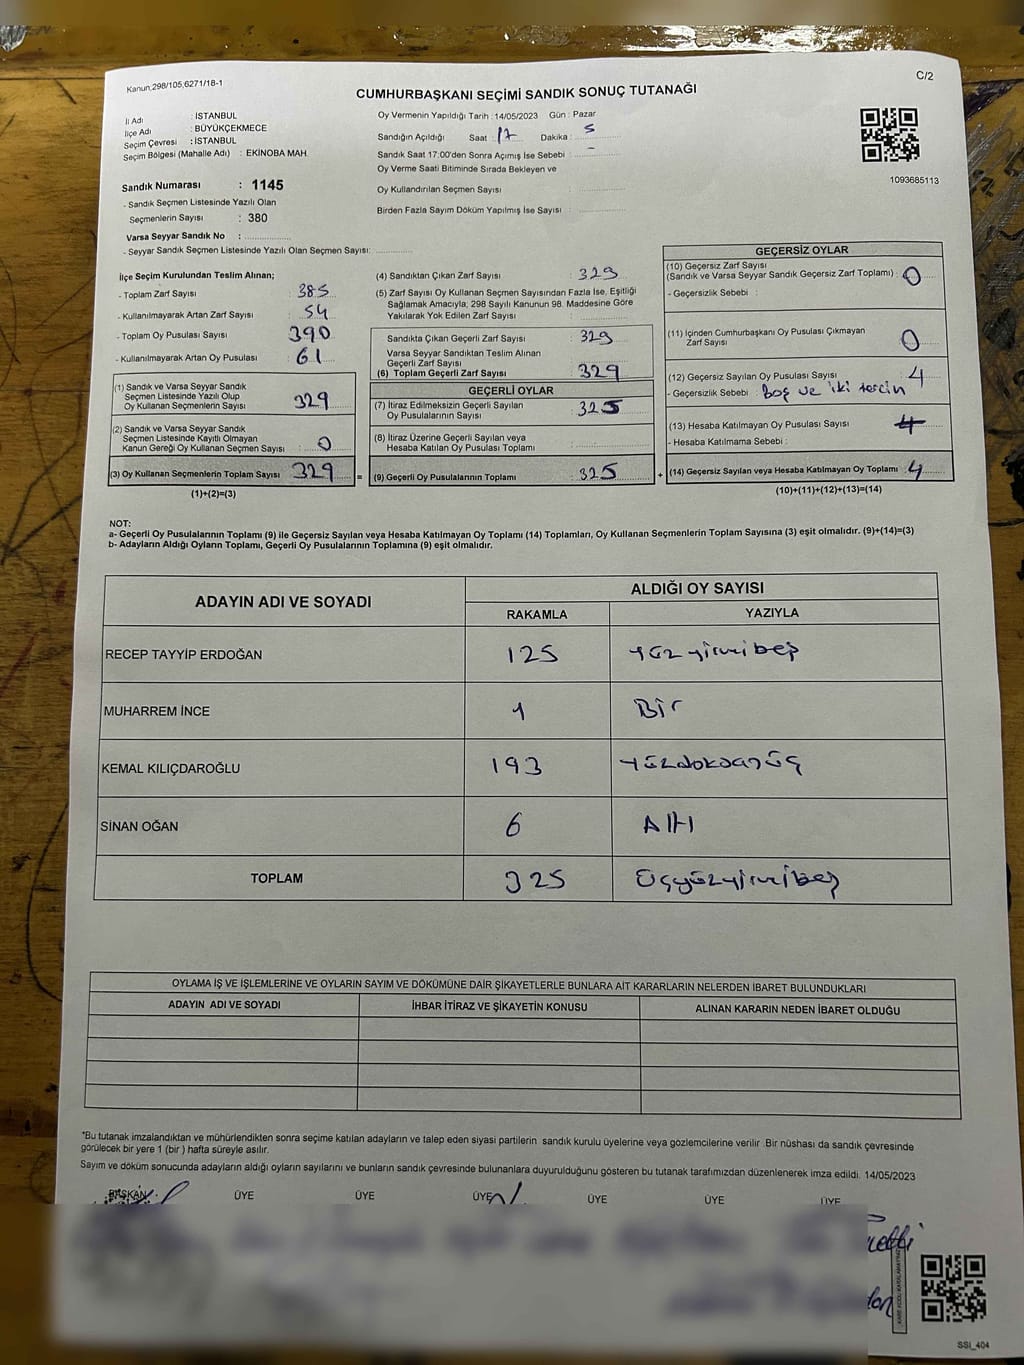 Kanun,298/105,6271/18-1
C/2
CUMHURBAŞKANI SEÇİMİ SANDIK SONUÇ TUTANAĞI
İl Adı : İSTANBUL
İlçe Adı : BÜYÜKÇEKMECE
Seçim Çevresi : İSTANBUL
Seçim Bölgesi (Mahalle Adı) : EKİNOBA MAH.
Sandık Numarası : 1145
- Sandık Seçmen Listesinde Yazılı Olan
Seçmenlerin Sayısı : 380
Varsa Seyyar Sandık No :
- Seyyar Sandık Seçmen Listesinde Yazılı Olan Seçmen Sayısı:
Oy Vermenin Yapıldığı Tarih : 14/05/2023 Gün : Pazar
Sandığın Açıldığı Saat : 17 Dakika : 5
Sandık Saat 17:00'den Sonra Açımış İse Sebebi : -
Oy Verme Saati Bitiminde Sırada Bekleyen ve
Oy Kullandırılan Seçmen Sayısı :
Birden Fazla Sayım Döküm Yapılmış İse Sayısı :
1093685113
İlçe Seçim Kurulundan Teslim Alınan;
- Toplam Zarf Sayısı : 385
- Kullanılmayarak Artan Zarf Sayısı : 54
- Toplam Oy Pusulası Sayısı : 390
- Kullanılmayarak Artan Oy Pusulası : 61
(1) Sandık ve Varsa Seyyar Sandık
Seçmen Listesinde Yazılı Olup
Oy Kullanan Seçmenlerin Sayısı : 329
(2) Sandık ve Varsa Seyyar Sandık
Seçmen Listesinde Kayıtlı Olmayan
Kanun Gereği Oy Kullanan Seçmen Sayısı : 0
(3) Oy Kullanan Seçmenlerin Toplam Sayısı : 329
(1)+(2)=(3)
=
(4) Sandıktan Çıkan Zarf Sayısı : 329
(5) Zarf Sayısı Oy Kullanan Seçmen Sayısından Fazla İse, Eşitliği
Sağlamak Amacıyla; 298 Sayılı Kanunun 98. Maddesine Göre
Yakılarak Yok Edilen Zarf Sayısı :
Sandıkta Çıkan Geçerli Zarf Sayısı : 329
Varsa Seyyar Sandıktan Teslim Alınan
Geçerli Zarf Sayısı :
(6) Toplam Geçerli Zarf Sayısı : 329
GEÇERLİ OYLAR
(7) İtiraz Edilmeksizin Geçerli Sayılan
Oy Pusulalarının Sayısı : 325
(8) İtiraz Üzerine Geçerli Sayılan veya
Hesaba Katılan Oy Pusulası Toplamı :
(9) Geçerli Oy Pusulalarının Toplamı : 325
+
GEÇERSİZ OYLAR
(10) Geçersiz Zarf Sayısı
(Sandık ve Varsa Seyyar Sandık Geçersiz Zarf Toplamı) : 0
- Geçersizlik Sebebi :
(11) İçinden Cumhurbaşkanı Oy Pusulası Çıkmayan
Zarf Sayısı : 0
(12) Geçersiz Sayılan Oy Pusulası Sayısı : 4
- Geçersizlik Sebebi : Boş ve iki tercin
(13) Hesaba Katılmayan Oy Pusulası Sayısı : 4
- Hesaba Katılmama Sebebi :
(14) Geçersiz Sayılan veya Hesaba Katılmayan Oy Toplamı : 4
(10)+(11)+(12)+(13)=(14)
NOT:
a- Geçerli Oy Pusulalarının Toplamı (9) ile Geçersiz Sayılan veya Hesaba Katılmayan Oy Toplamı (14) Toplamları, Oy Kullanan Seçmenlerin Toplam Sayısına (3) eşit olmalıdır. (9)+(14)=(3)
b- Adayların Aldığı Oyların Toplamı, Geçerli Oy Pusulalarının Toplamına (9) eşit olmalıdır.
ADAYIN ADI VE SOYADI
ALDIĞI OY SAYISI
RAKAMLA YAZIYLA
RECEP TAYYİP ERDOĞAN 125 yüzyirmibeş
MUHARREM İNCE 1 Bir
KEMAL KILIÇDAROĞLU 193 yüzdoksanüç
SİNAN OĞAN 6 Altı
TOPLAM 325 Üçyüzyirmibeş
OYLAMA İŞ VE İŞLEMLERİNE VE OYLARIN SAYIM VE DÖKÜMÜNE DAİR ŞİKAYETLERLE BUNLARA AİT KARARLARIN NELERDEN İBARET BULUNDUKLARI
ADAYIN ADI VE SOYADI İHBAR İTİRAZ VE ŞİKAYETİN KONUSU ALINAN KARARIN NEDEN İBARET OLDUĞU
*Bu tutanak imzalandıktan ve mühürlendikten sonra seçime katılan adayların ve talep eden siyasi partilerin sandık kurulu üyelerine veya gözlemcilerine verilir .Bir nüshası da sandık çevresinde
görülecek bir yere 1 (bir ) hafta süreyle asılır.
Sayım ve döküm sonucunda adayların aldığı oyların sayılarını ve bunların sandık çevresinde bulunanlara duyurulduğunu gösteren bu tutanak tarafımızdan düzenlenerek imza edildi. 14/05/2023
BAŞKAN ÜYE ÜYE ÜYE ÜYE ÜYE ÜYE
SSI_404